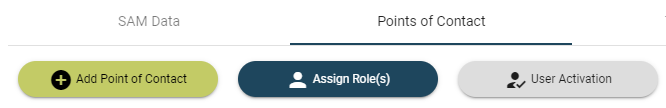 SAM Data Points of Contact
Add Point of Contact Assign Role(s) User Activation